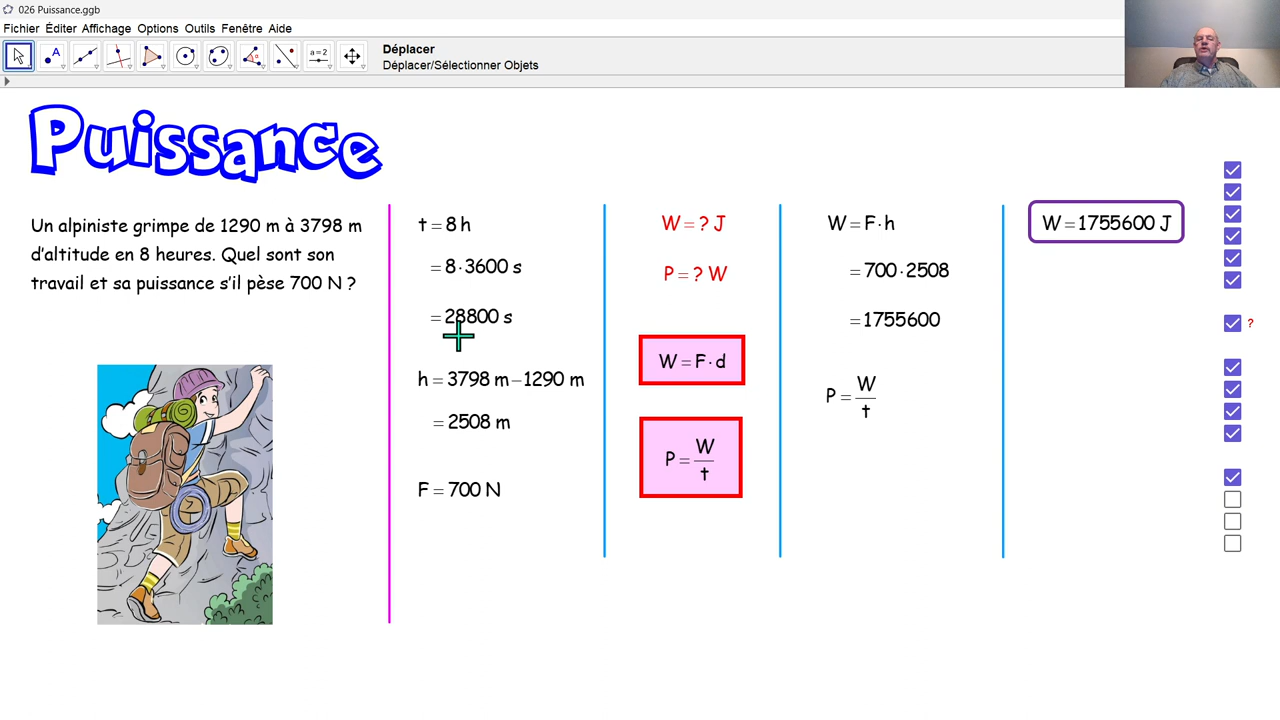 026 Puissance.ggb
Fichier Éditer Affichage Options Outils Fenêtre Aide
A
a=2
Déplacer
Déplacer/Sélectionner Objets
Puissance
Un alpiniste grimpe de 1290 m à 3798 m
d'altitude en 8 heures. Quel sont son
travail et sa puissance s'il pèse 700 N ?
t = 8 h
= 8·3600 s
= 28800 s
h = 3798 m – 1290 m
= 2508 m
F = 700 N
W = ? J
P = ? W
W = F·d
P = W/t
W = F·h
= 700·2508
= 1755600
P = W/t
W = 1755600 J
?